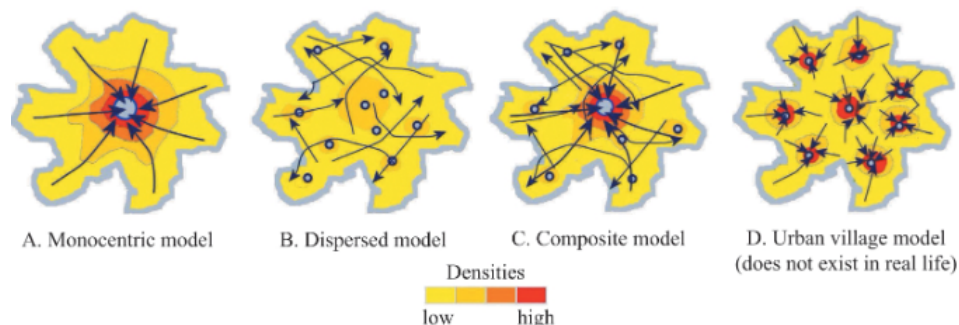 A. Monocentric model
B. Dispersed model
C. Composite model
D. Urban village model
(does not exist in real life)
Densities
low
high